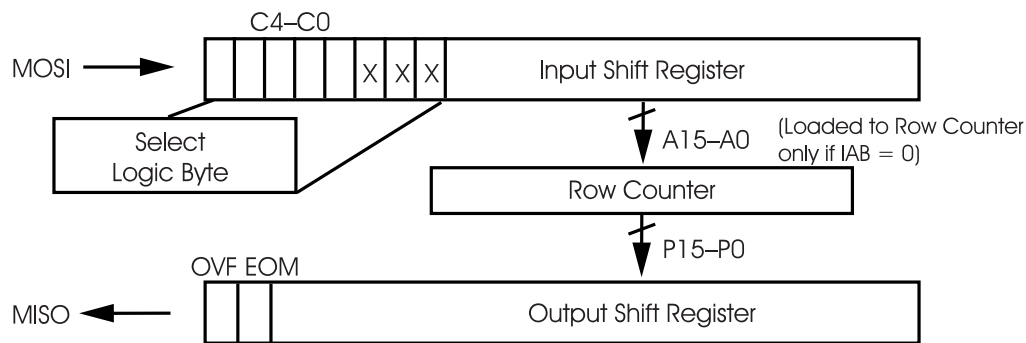 C4–C0
MOSI
X X X
Input Shift Register
Select
Logic Byte
A15–A0
(Loaded to Row Counter
only if IAB = 0)
Row Counter
P15–P0
OVF EOM
MISO
Output Shift Register